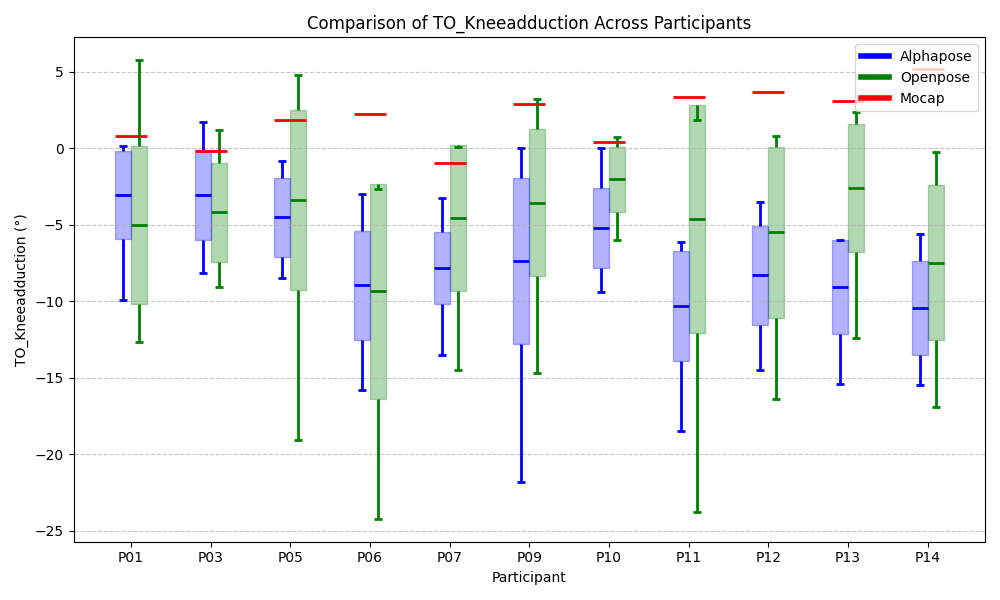 Comparison of TO_Kneeadduction Across Participants
Alphapose
Openpose
Mocap
TO_Kneeadduction (°)
5
0
−5
−10
−15
−20
−25
P01 P03 P05 P06 P07 P09 P10 P11 P12 P13 P14
Participant